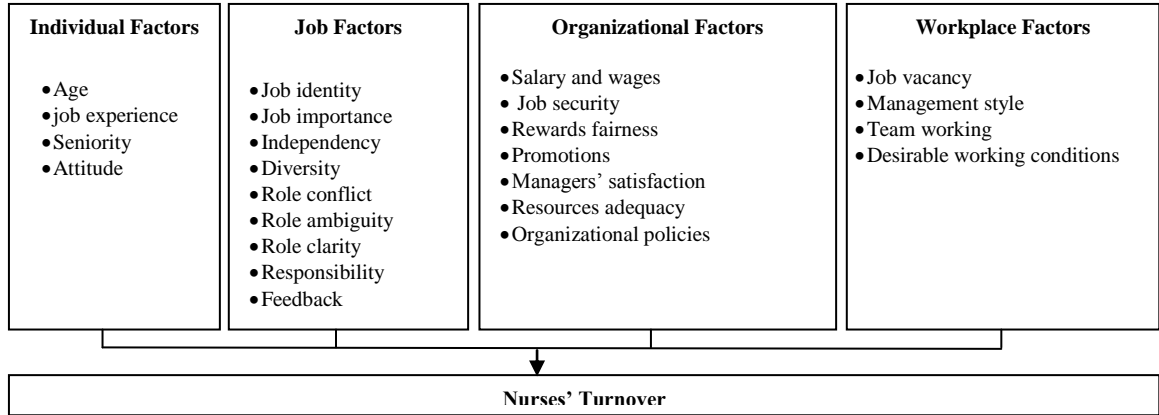 Individual Factors
•Age
•job experience
•Seniority
•Attitude
Job Factors
•Job identity
•Job importance
•Independency
•Diversity
•Role conflict
•Role ambiguity
•Role clarity
•Responsibility
•Feedback
Organizational Factors
•Salary and wages
• Job security
•Rewards fairness
•Promotions
•Managers’ satisfaction
•Resources adequacy
•Organizational policies
Workplace Factors
•Job vacancy
•Management style
•Team working
•Desirable working conditions
Nurses’ Turnover